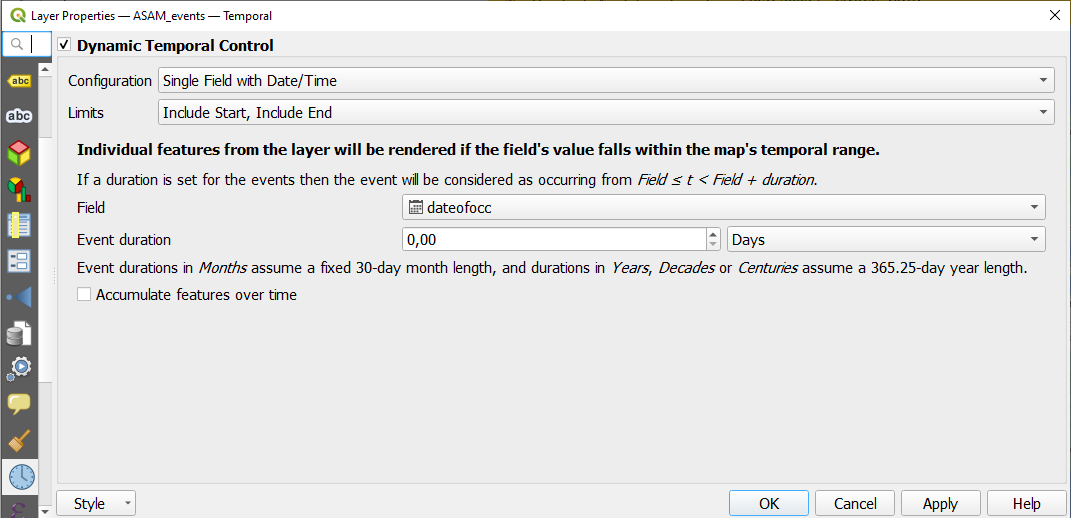 Layer Properties — ASAM_events — Temporal
Dynamic Temporal Control
abc
Configuration Single Field with Date/Time
abc
Limits Include Start, Include End
Individual features from the layer will be rendered if the field's value falls within the map's temporal range.
If a duration is set for the events then the event will be considered as occurring from Field ≤ t < Field + duration.
Field dateofocc
Event duration 0,00 Days
Event durations in Months assume a fixed 30-day month length, and durations in Years, Decades or Centuries assume a 365.25-day year length.
Accumulate features over time
Style OK Cancel Apply Help